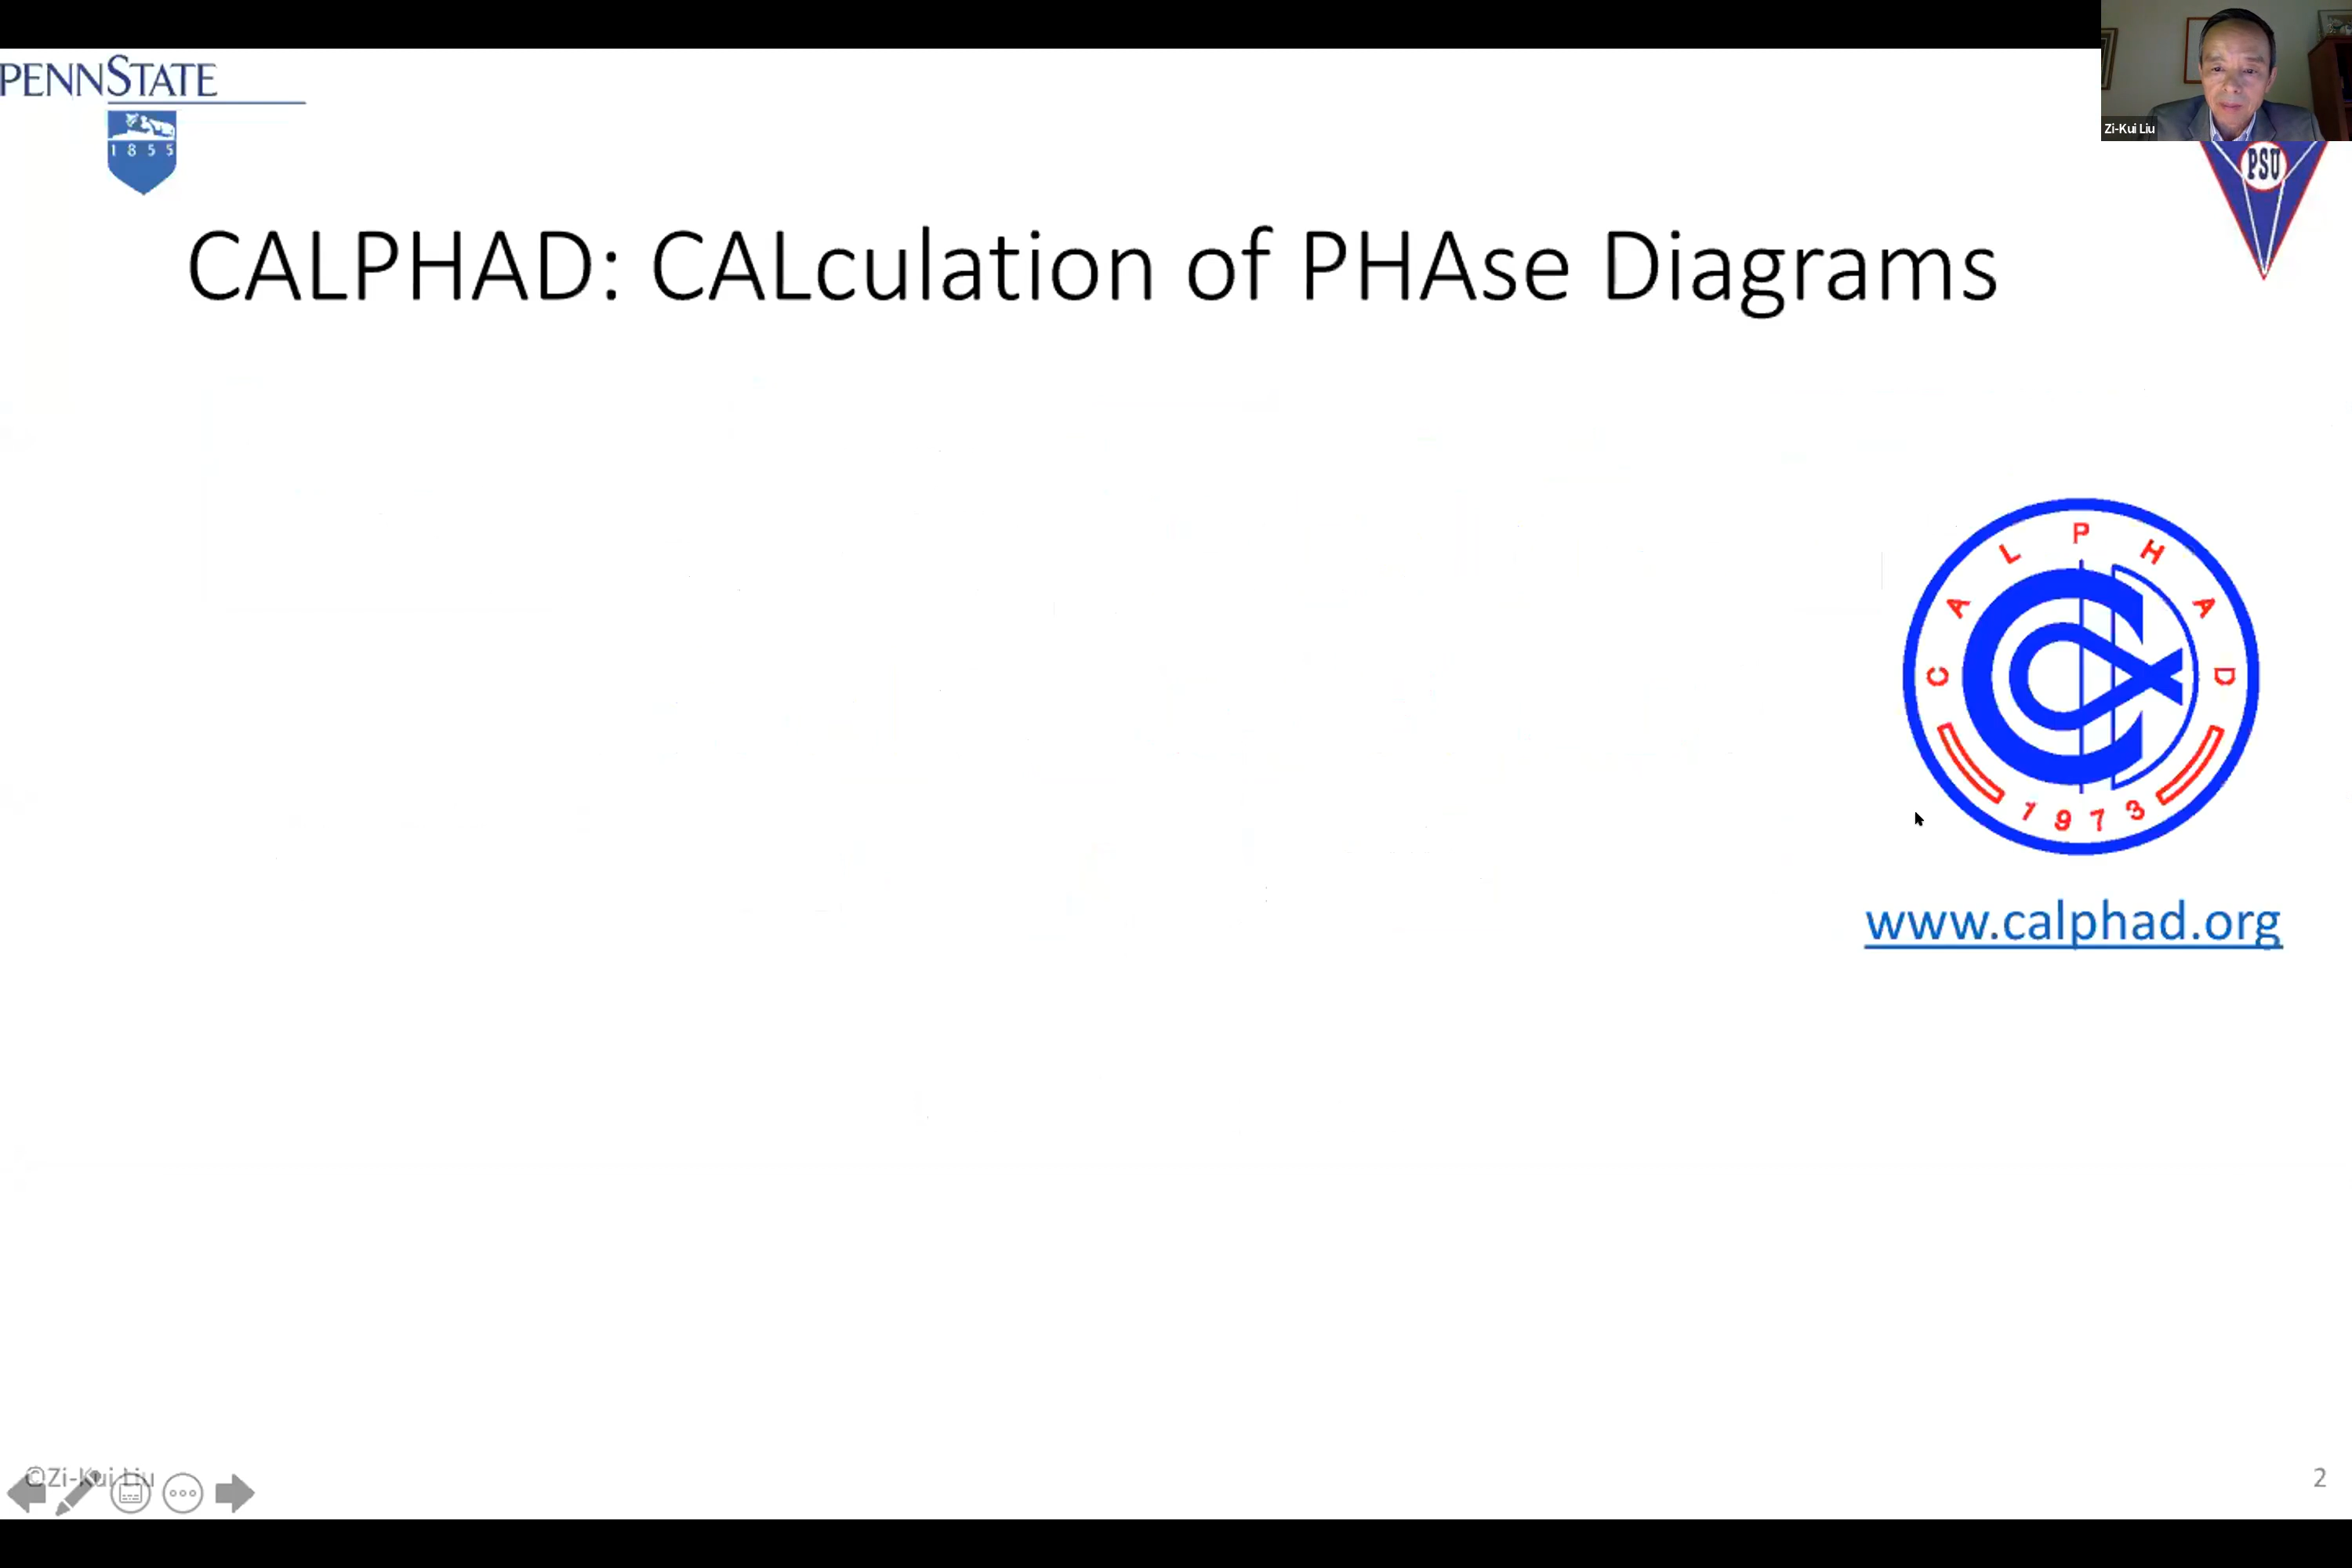 PENNSTATE
1855
Zi-Kui Liu
PSU
CALPHAD: CALculation of PHAse Diagrams
CALPHAD
1973
www.calphad.org
©Zi-Kui Liu
2